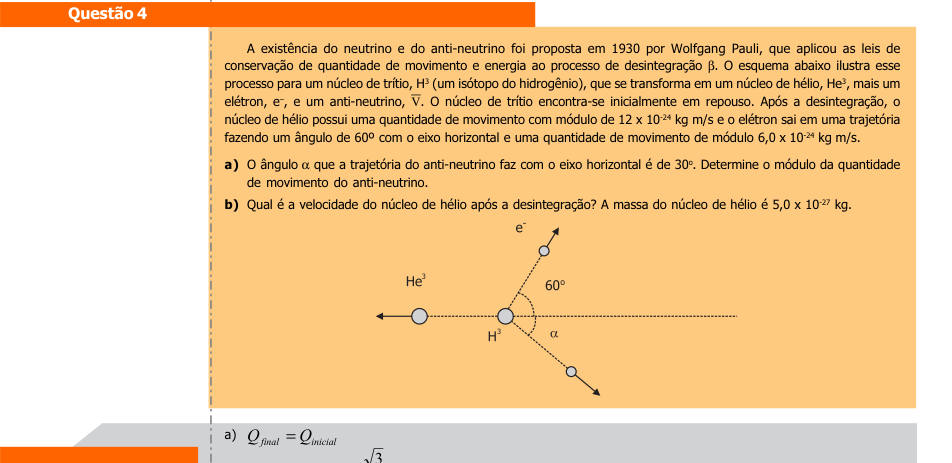 Questão 4
A existência do neutrino e do anti-neutrino foi proposta em 1930 por Wolfgang Pauli, que aplicou as leis de
conservação de quantidade de movimento e energia ao processo de desintegração β. O esquema abaixo ilustra esse
processo para um núcleo de trítio, H³ (um isótopo do hidrogênio), que se transforma em um núcleo de hélio, He³, mais um
elétron, e⁻, e um anti-neutrino, V̅. O núcleo de trítio encontra-se inicialmente em repouso. Após a desintegração, o
núcleo de hélio possui uma quantidade de movimento com módulo de 12 x 10⁻²⁴ kg m/s e o elétron sai em uma trajetória
fazendo um ângulo de 60º com o eixo horizontal e uma quantidade de movimento de módulo 6,0 x 10⁻²⁴ kg m/s.
a) O ângulo α que a trajetória do anti-neutrino faz com o eixo horizontal é de 30º. Determine o módulo da quantidade
de movimento do anti-neutrino.
b) Qual é a velocidade do núcleo de hélio após a desintegração? A massa do núcleo de hélio é 5,0 x 10⁻²⁷ kg.
e⁻
He³
60º
H³
α
a) Q final = Q inicial
√3